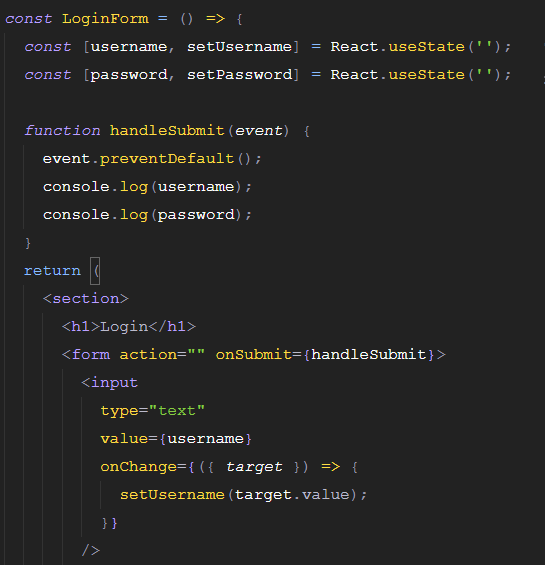 const LoginForm = () => {
  const [username, setUsername] = React.useState('');
  const [password, setPassword] = React.useState('');

  function handleSubmit(event) {
    event.preventDefault();
    console.log(username);
    console.log(password);
  }
  return (
    <section>
      <h1>Login</h1>
      <form action="" onSubmit={handleSubmit}>
        <input
          type="text"
          value={username}
          onChange={({ target }) => {
            setUsername(target.value);
          }}
        />